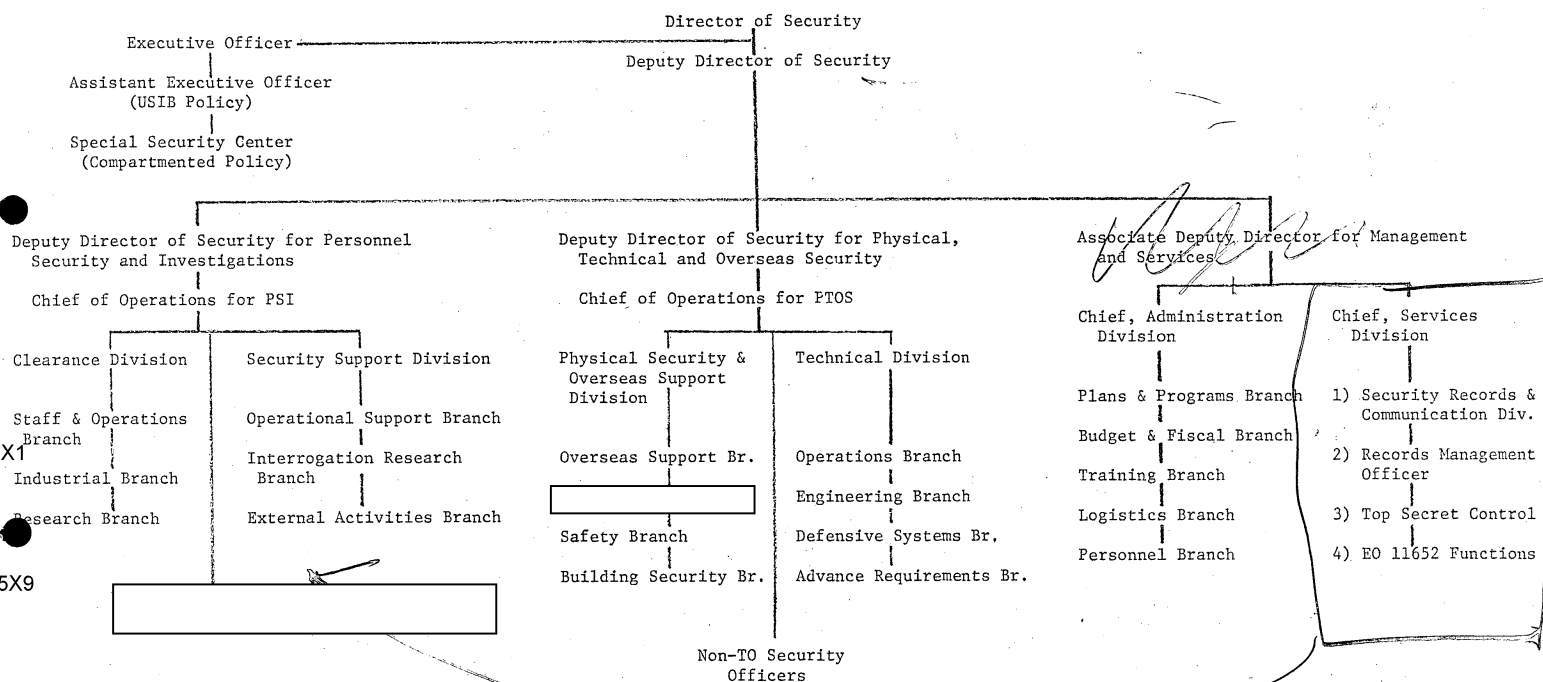 Director of Security
Executive Officer
Deputy Director of Security
Assistant Executive Officer
(USIB Policy)
Special Security Center
(Compartmented Policy)
Deputy Director of Security for Personnel
Security and Investigations
Chief of Operations for PSI
Clearance Division
Staff & Operations
Branch
Industrial Branch
Research Branch
Security Support Division
Operational Support Branch
Interrogation Research
Branch
External Activities Branch
X1
5X9
Deputy Director of Security for Physical,
Technical and Overseas Security
Chief of Operations for PTOS
Physical Security &
Overseas Support
Division
Overseas Support Br.
Safety Branch
Building Security Br.
Technical Division
Operations Branch
Engineering Branch
Defensive Systems Br.
Advance Requirements Br.
Non-TO Security
Officers
Associate Deputy Director for Management
and Services
Chief, Administration
Division
Plans & Programs Branch
Budget & Fiscal Branch
Training Branch
Logistics Branch
Personnel Branch
Chief, Services
Division
1) Security Records &
Communication Div.
2) Records Management
Officer
3) Top Secret Control
4) EO 11652 Functions